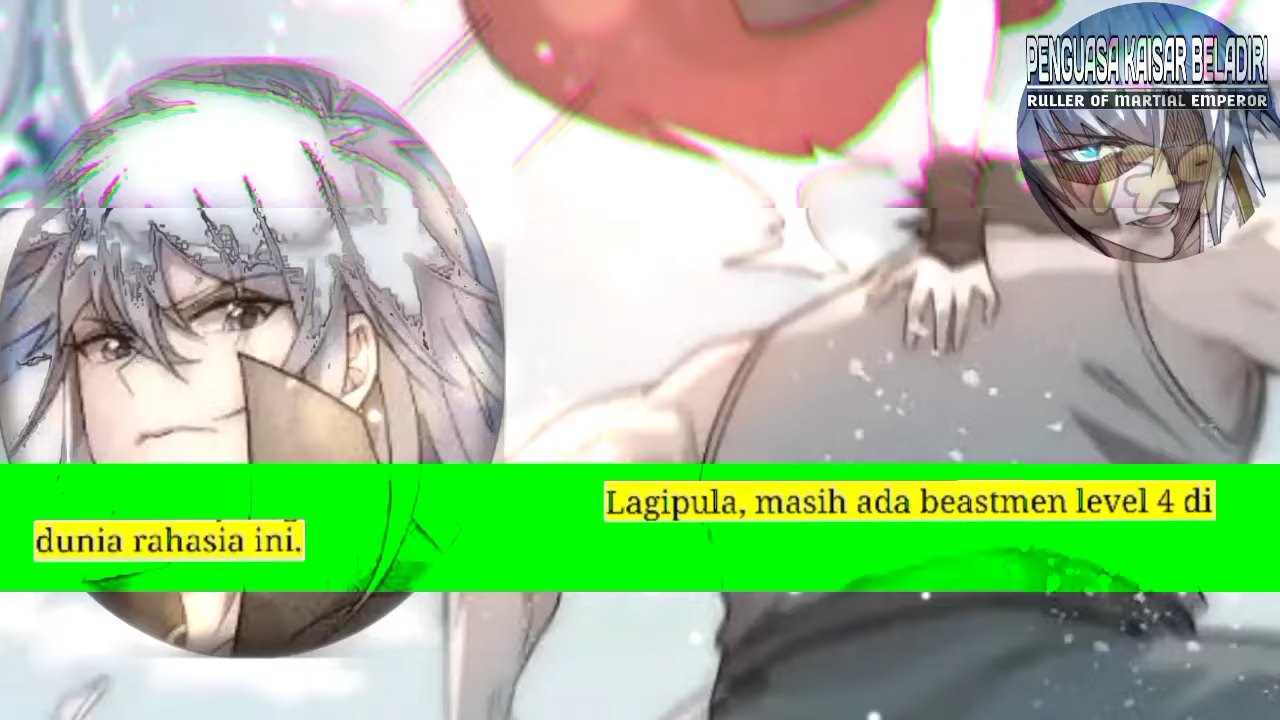 PENGUASA KAISAR BELADIRI
RULLER OF MARTIAL EMPEROR
Lagipula, masih ada beastmen level 4 di
dunia rahasia ini.